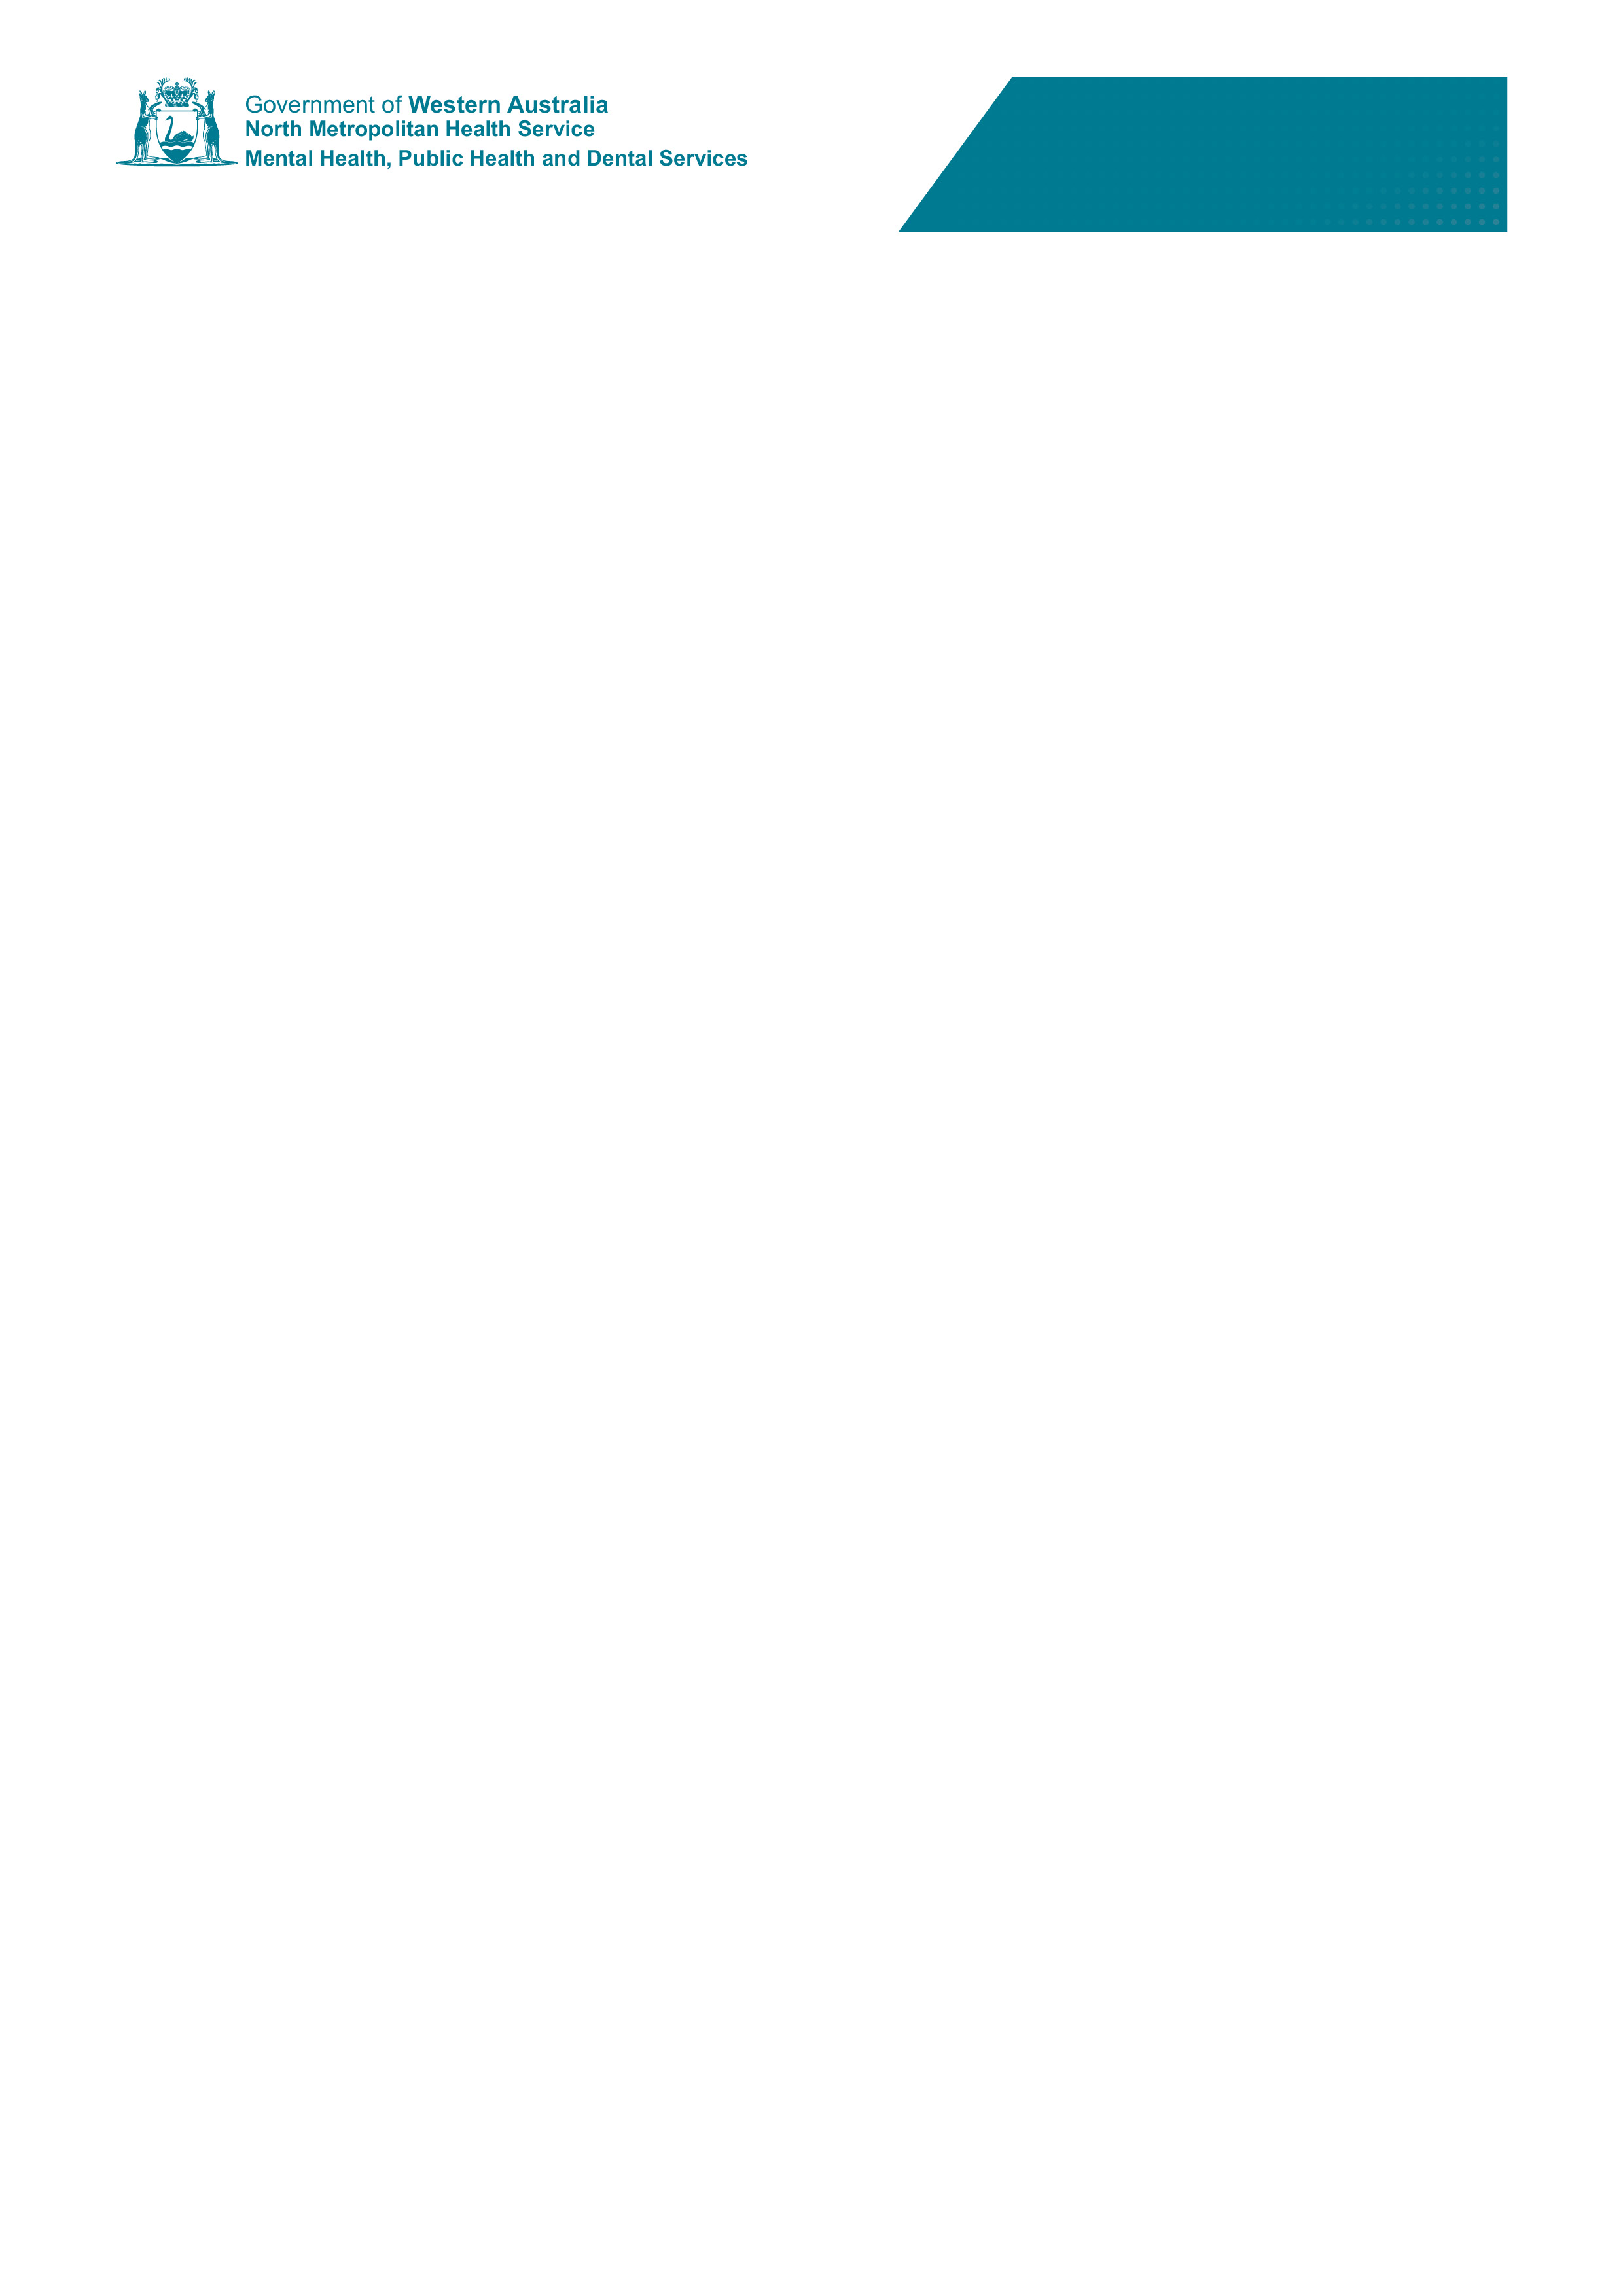 Government of Western Australia
North Metropolitan Health Service
Mental Health, Public Health and Dental Services